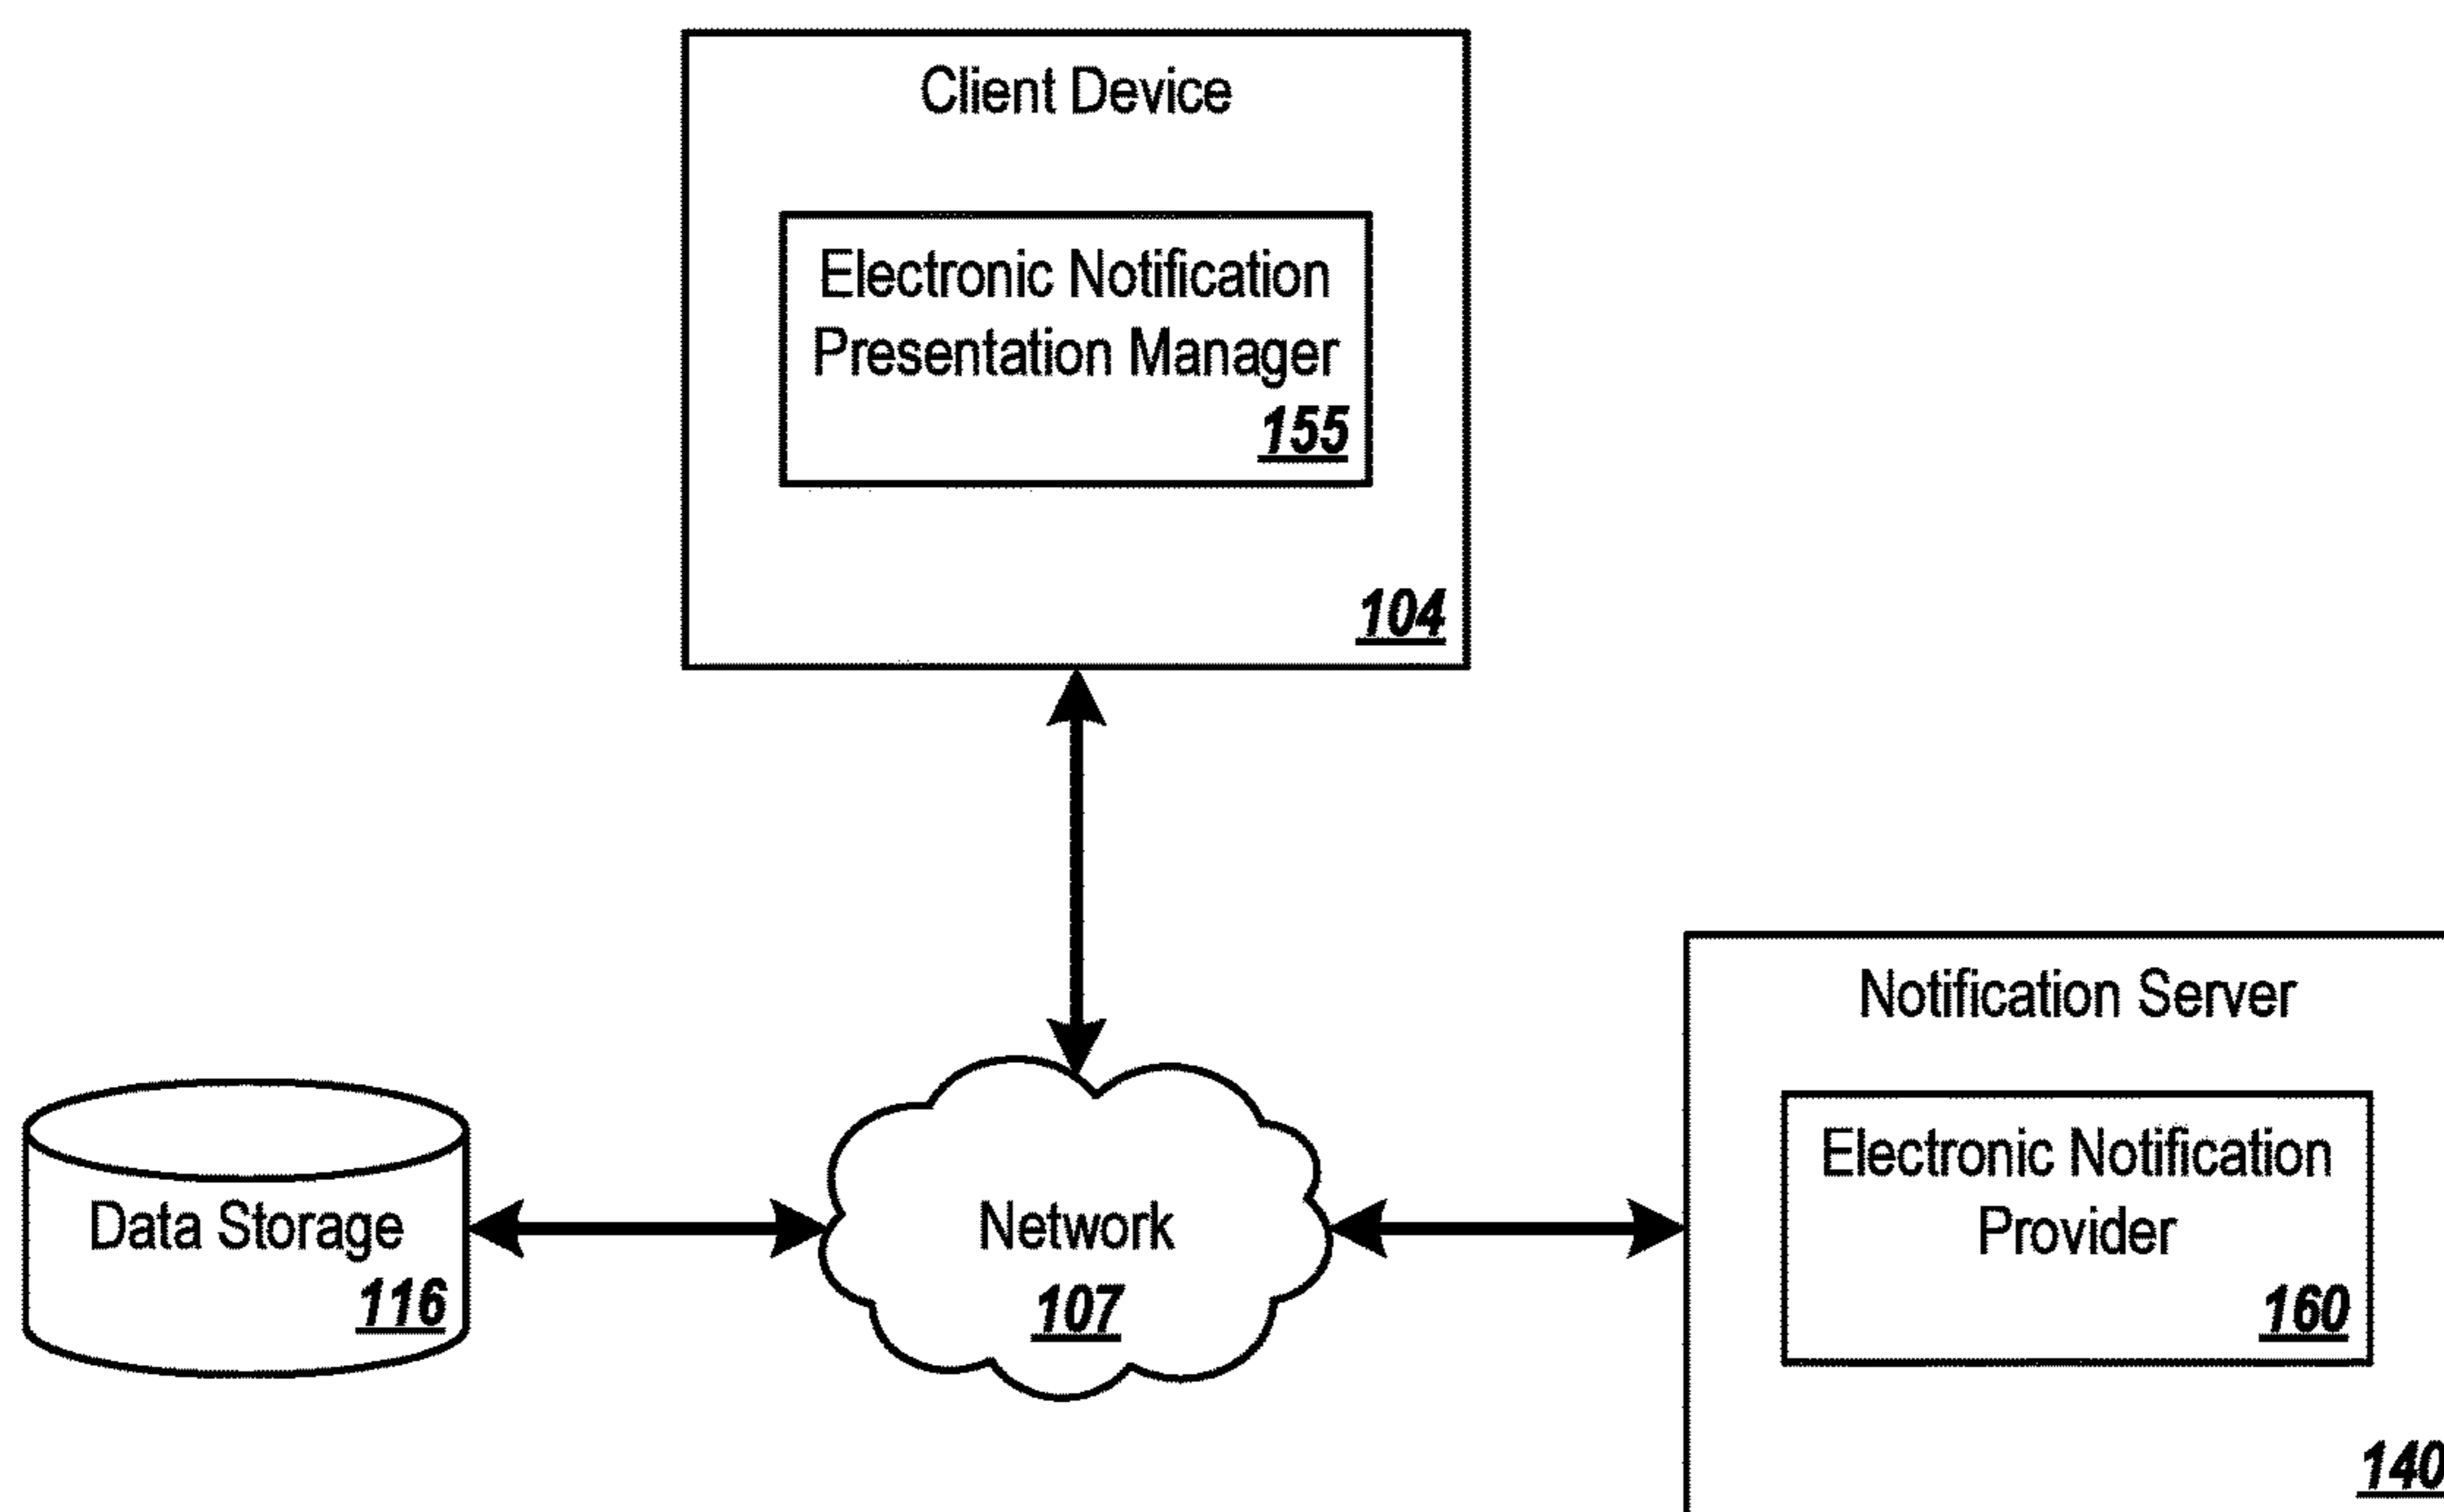 Client Device
Electronic Notification
Presentation Manager
155
104
Notification Server
Electronic Notification
Provider
160
140
Data Storage
116
Network
107